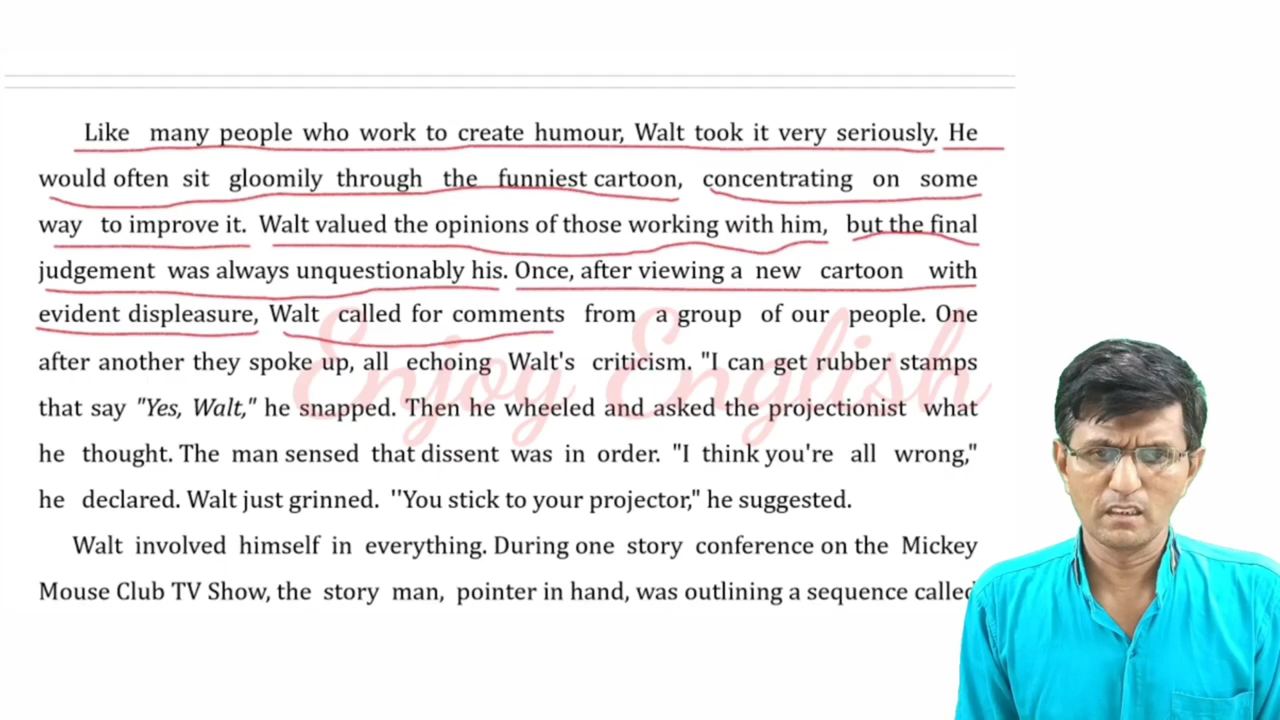 Like many people who work to create humour, Walt took it very seriously. He
would often sit gloomily through the funniest cartoon, concentrating on some
way to improve it. Walt valued the opinions of those working with him, but the final
judgement was always unquestionably his. Once, after viewing a new cartoon with
evident displeasure, Walt called for comments from a group of our people. One
after another they spoke up, all echoing Walt's criticism. "I can get rubber stamps
that say "Yes, Walt," he snapped. Then he wheeled and asked the projectionist what
he thought. The man sensed that dissent was in order. "I think you're all wrong,"
he declared. Walt just grinned. ''You stick to your projector," he suggested.
Walt involved himself in everything. During one story conference on the Mickey
Mouse Club TV Show, the story man, pointer in hand, was outlining a sequence called
Enjoy English